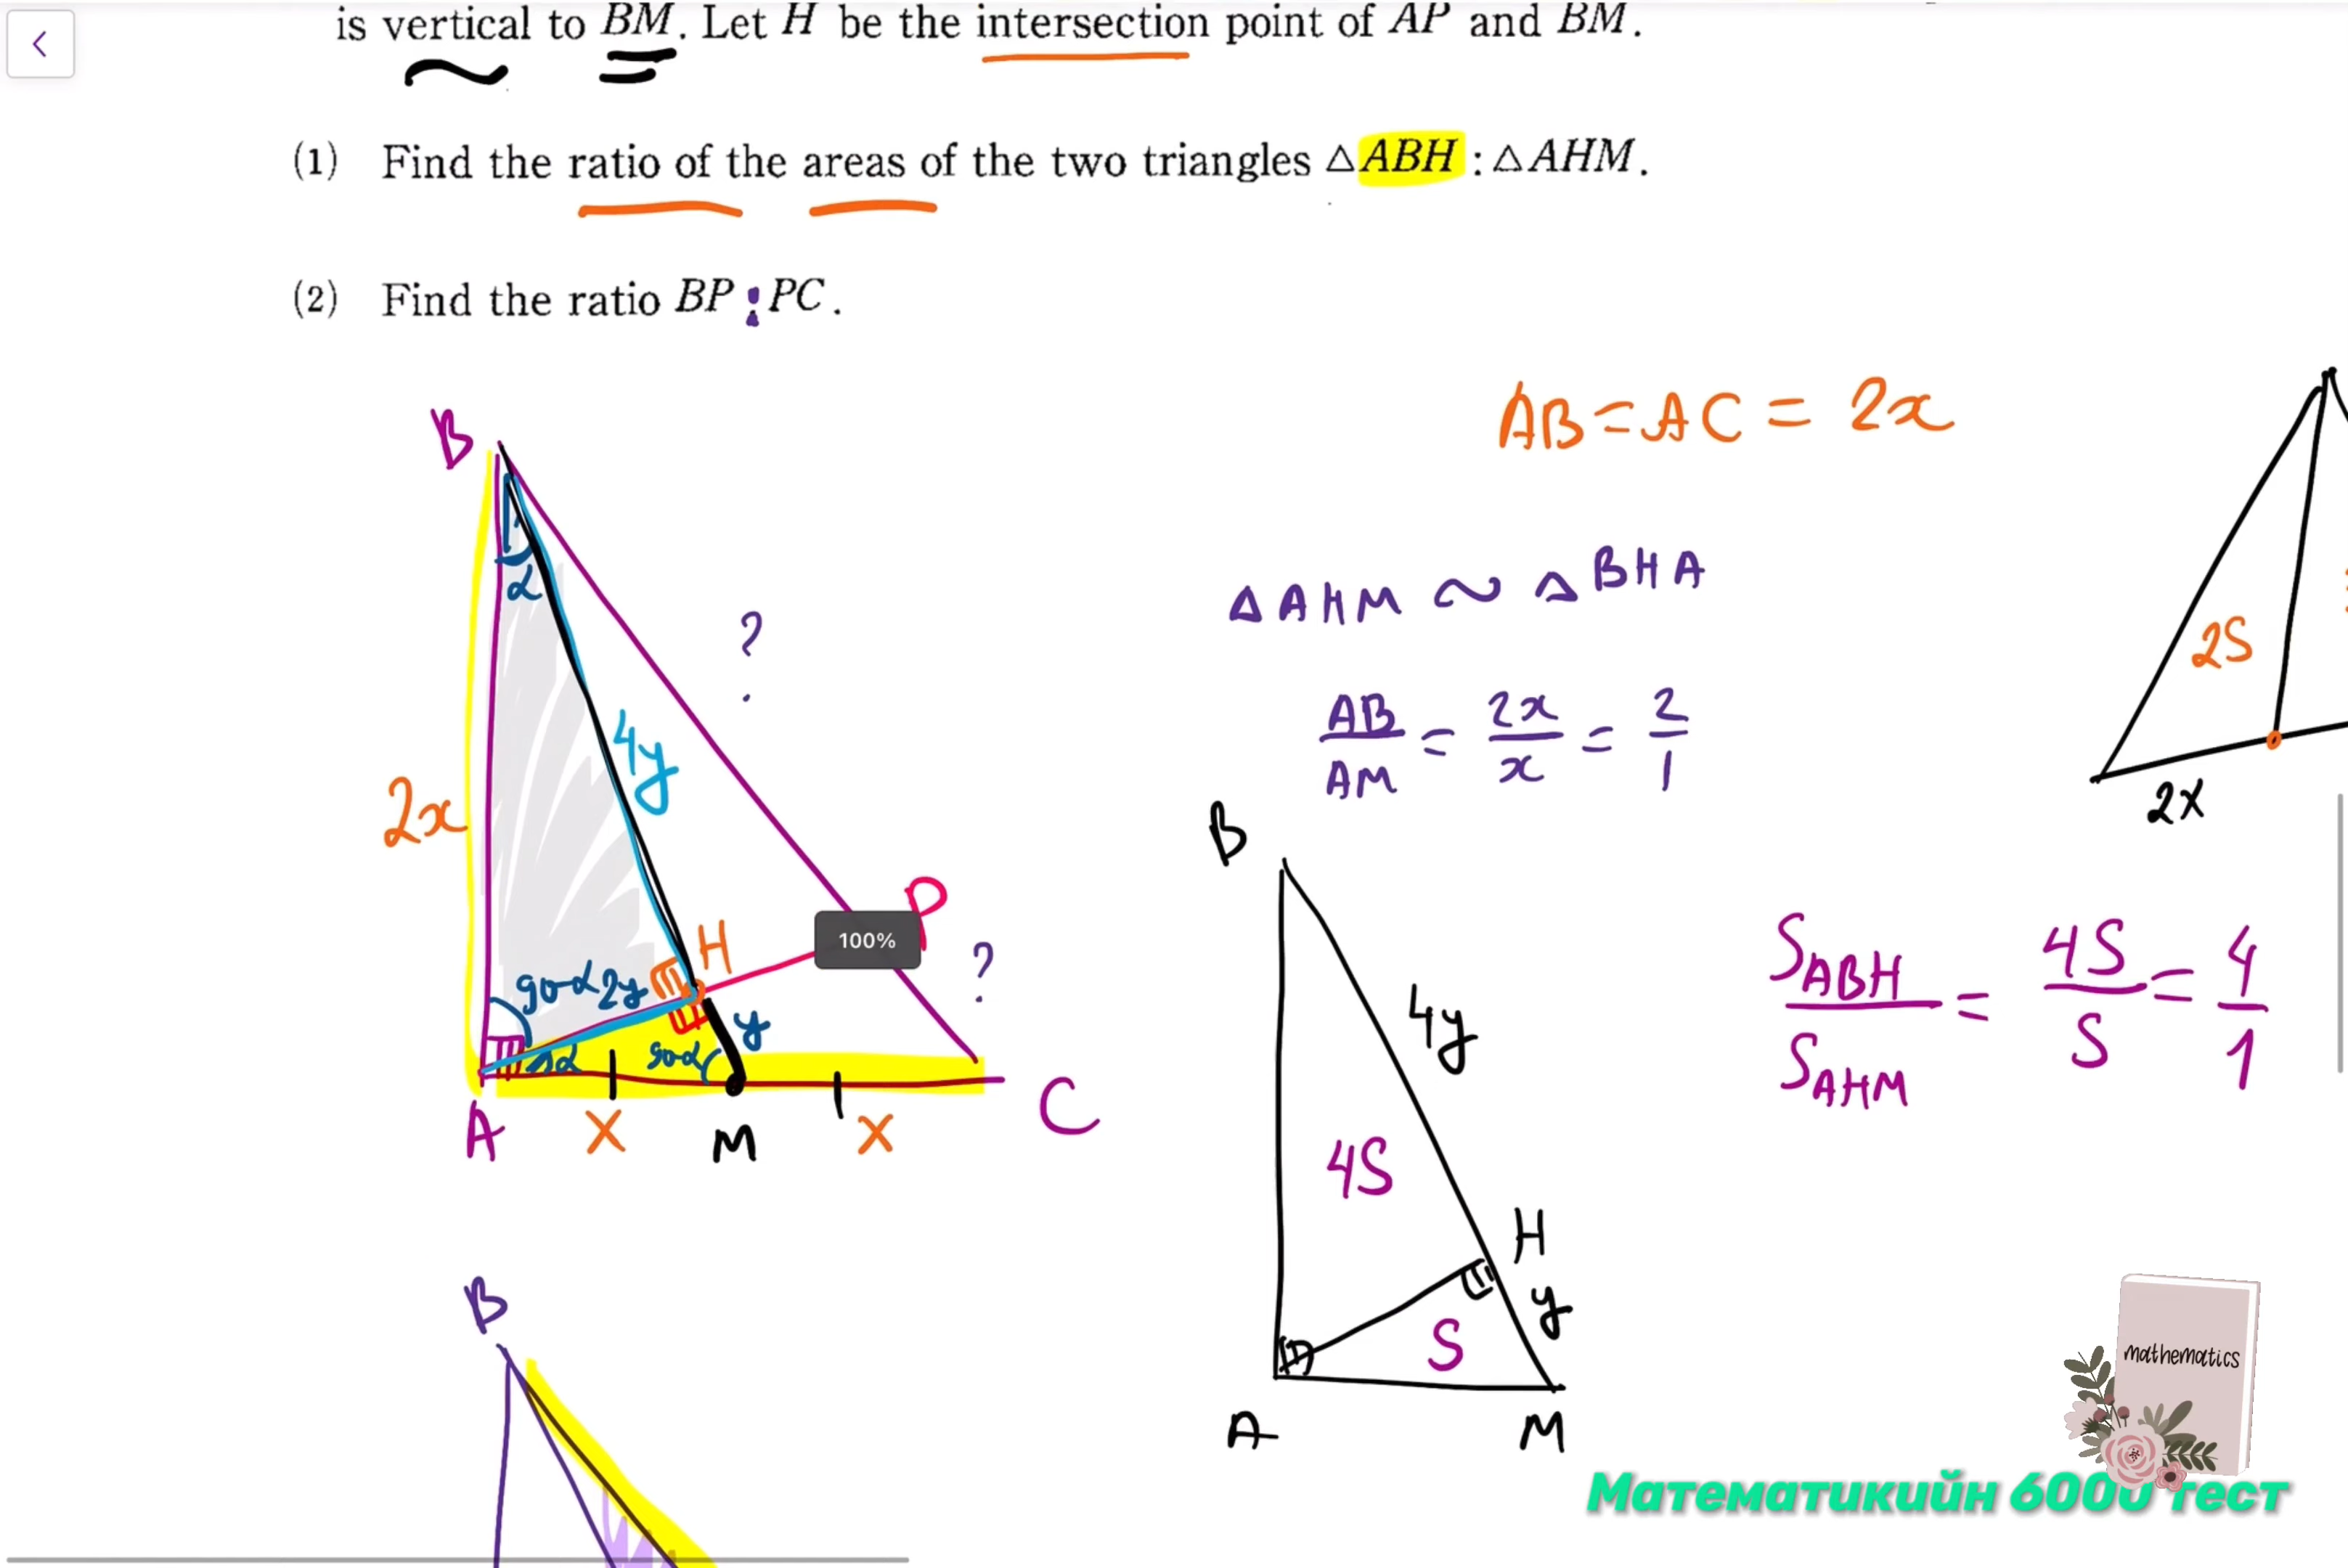 is vertical to BM. Let H be the intersection point of AP and BM.
(1) Find the ratio of the areas of the two triangles △ABH : △AHM.
(2) Find the ratio BP : PC.
AB = AC = 2x
B
α
?
△AHM ∼ △BHA
2S
4y
AB/AM = 2x/x = 2/1
2x
2x
B
P
100%
H
S_ABH/S_AHM = 4S/S = 4/1
?
90-α
2y
4y
y
α
90-α
A
x
M
x
C
4S
H
y
S
B
A
M
mathematics
Математикийн 6000 тест